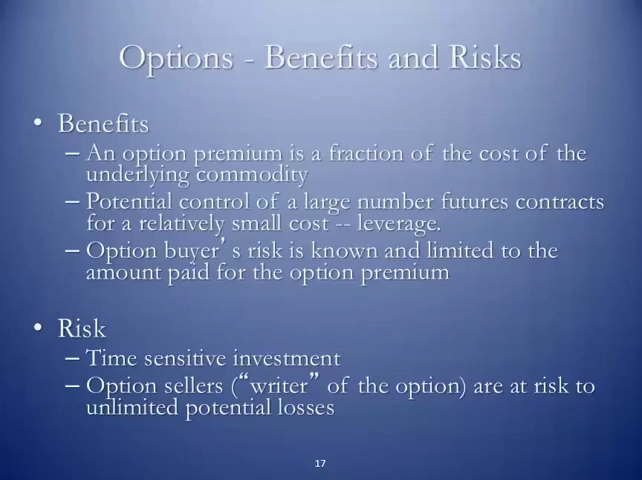 Options - Benefits and Risks
• Benefits
– An option premium is a fraction of the cost of the
underlying commodity
– Potential control of a large number futures contracts
for a relatively small cost -- leverage.
– Option buyer’s risk is known and limited to the
amount paid for the option premium
• Risk
– Time sensitive investment
– Option sellers (“writer” of the option) are at risk to
unlimited potential losses
17